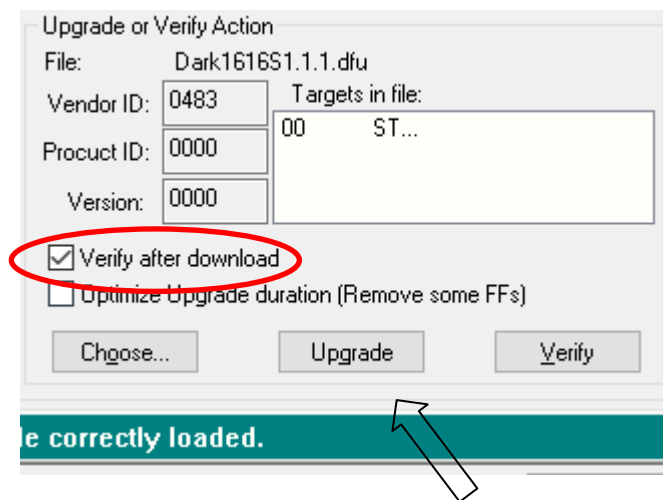 Upgrade or Verify Action
File: Dark1616S1.1.1.dfu
Vendor ID: 0483 Targets in file:
00 ST...
Procuct ID: 0000
Version: 0000
Verify after download
Optimize Upgrade duration (Remove some FFs)
Choose... Upgrade Verify
le correctly loaded.